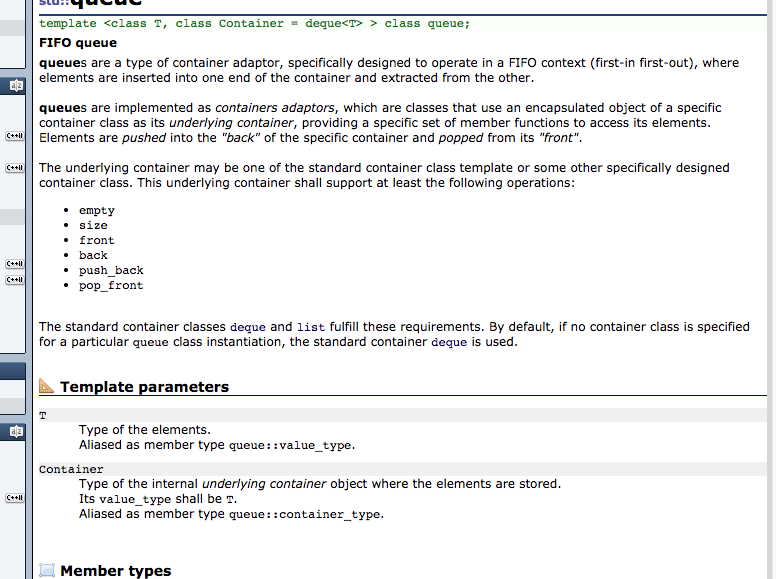 std::queue
template <class T, class Container = deque<T> > class queue;
FIFO queue
queues are a type of container adaptor, specifically designed to operate in a FIFO context (first-in first-out), where
elements are inserted into one end of the container and extracted from the other.
queues are implemented as containers adaptors, which are classes that use an encapsulated object of a specific
container class as its underlying container, providing a specific set of member functions to access its elements.
Elements are pushed into the "back" of the specific container and popped from its "front".
The underlying container may be one of the standard container class template or some other specifically designed
container class. This underlying container shall support at least the following operations:
• empty
• size
• front
• back
• push_back
• pop_front
The standard container classes deque and list fulfill these requirements. By default, if no container class is specified
for a particular queue class instantiation, the standard container deque is used.
Template parameters
T
Type of the elements.
Aliased as member type queue::value_type.
Container
Type of the internal underlying container object where the elements are stored.
Its value_type shall be T.
Aliased as member type queue::container_type.
Member types